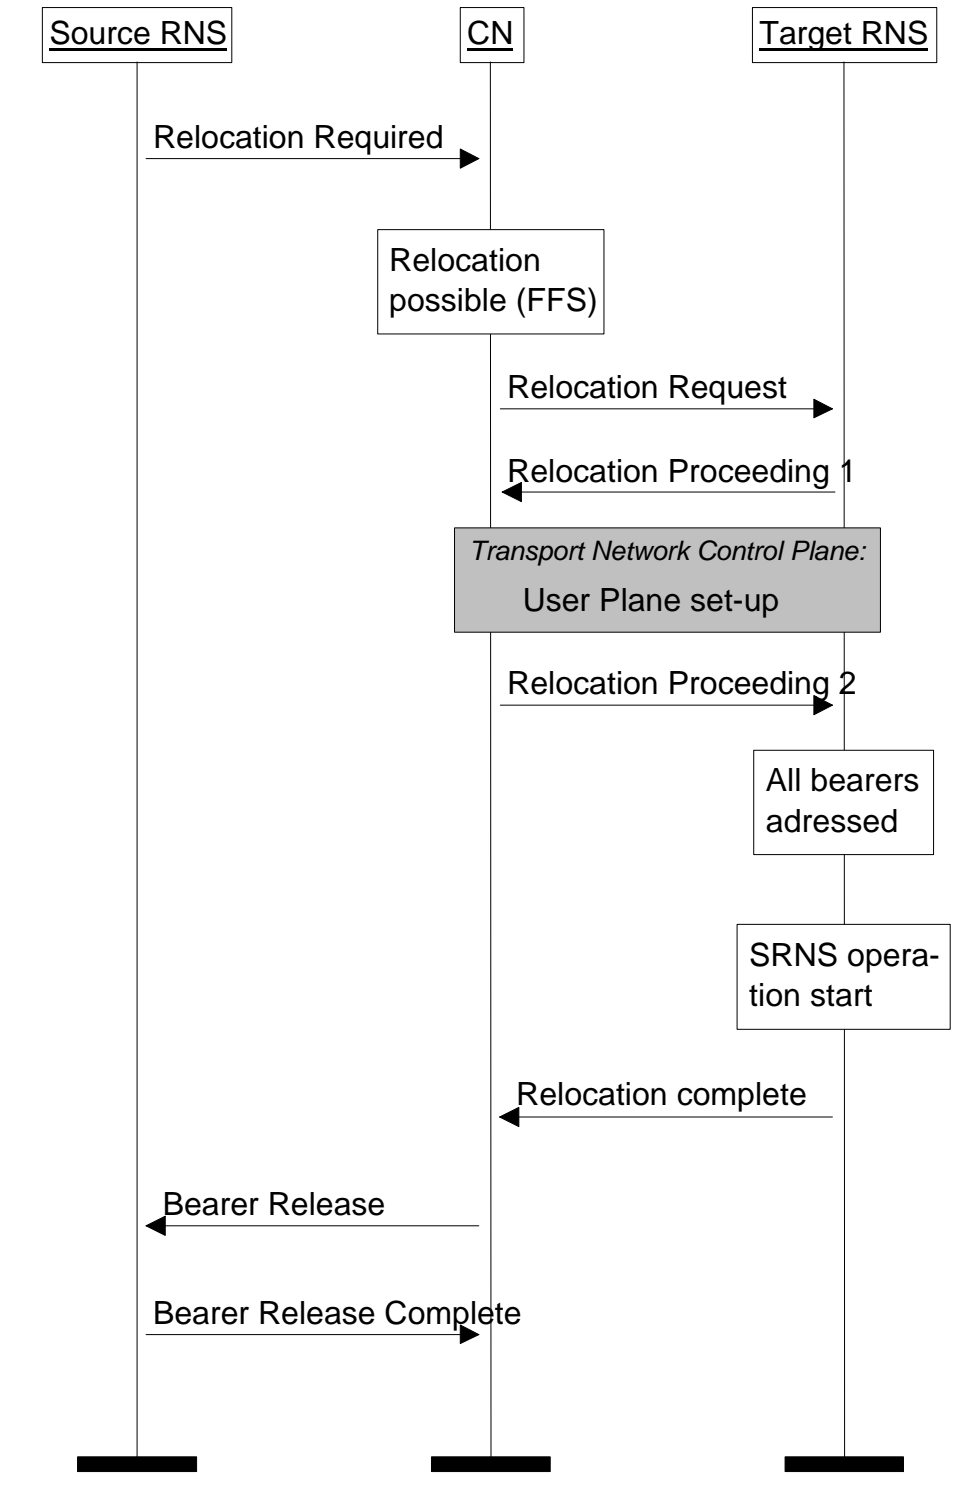 Source RNS
CN
Target RNS
Relocation Required
Relocation
possible (FFS)
Relocation Request
Relocation Proceeding 1
Transport Network Control Plane:
User Plane set-up
Relocation Proceeding 2
All bearers
adressed
SRNS opera-
tion start
Relocation complete
Bearer Release
Bearer Release Complete